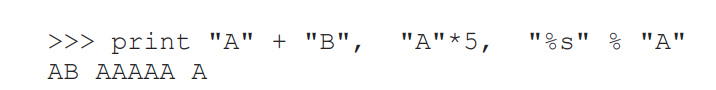 >>> print "A" + "B",  "A"*5,  "%s" % "A"
AB AAAAA A